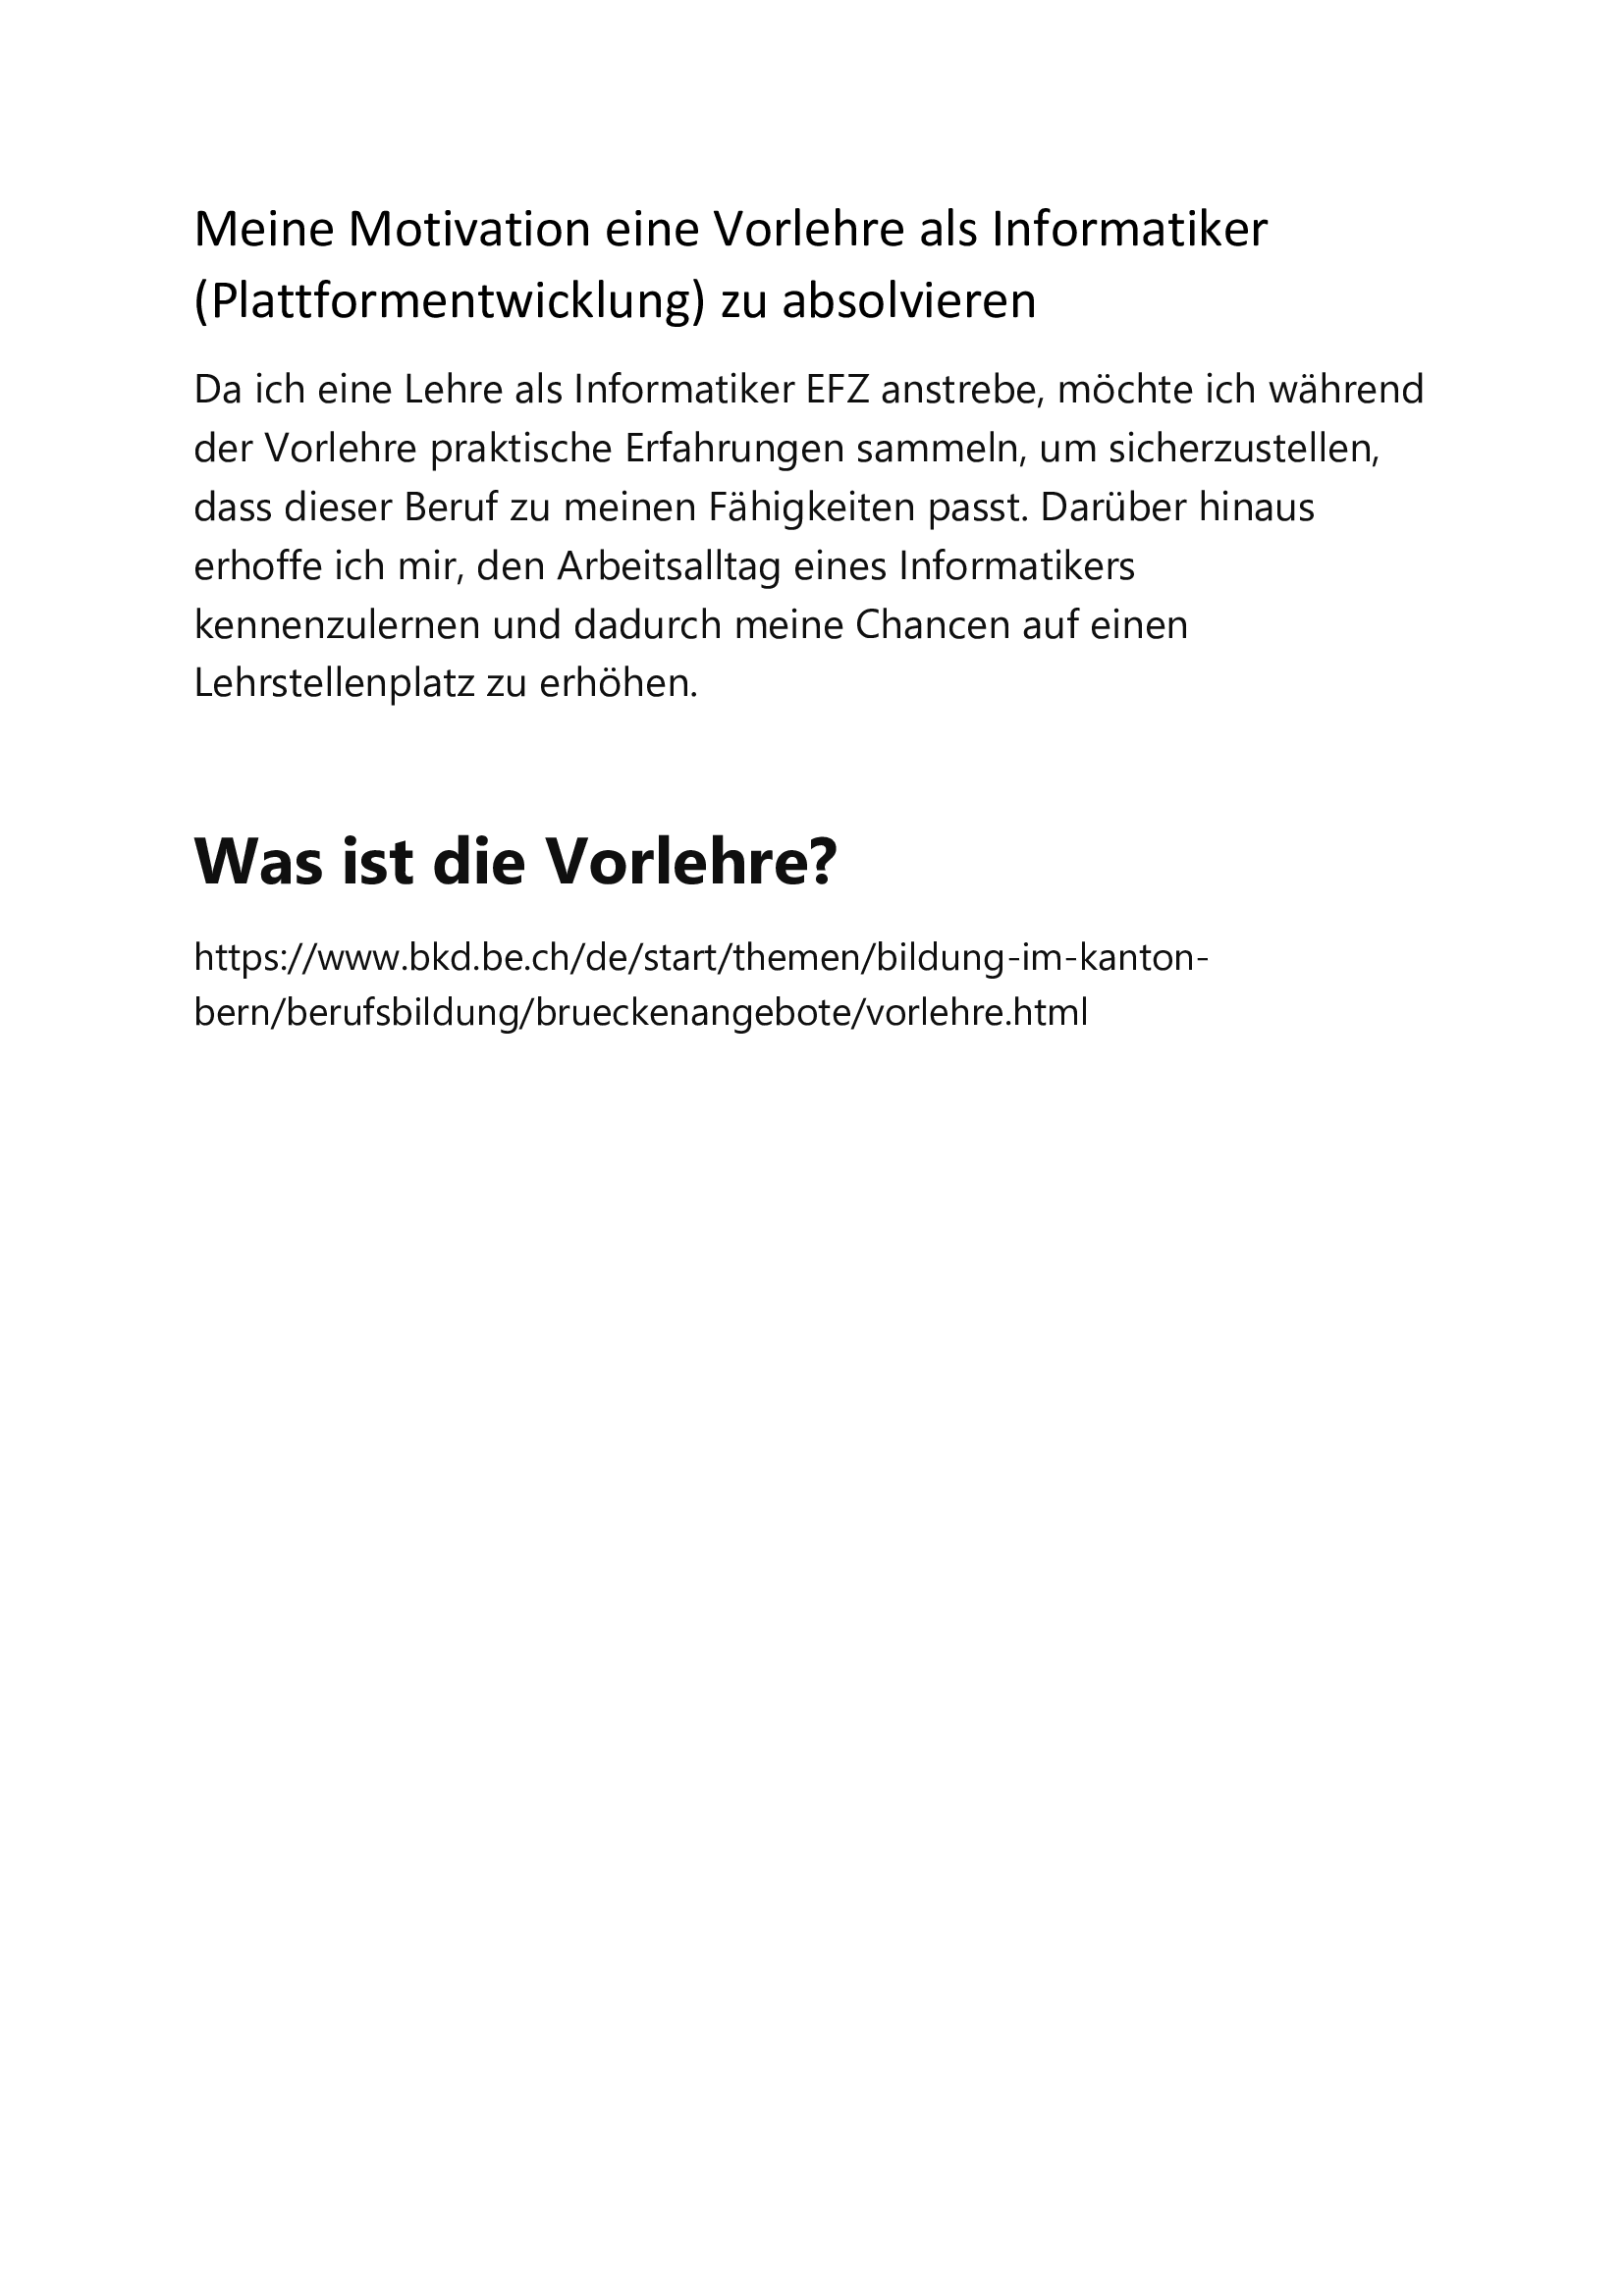 Meine Motivation eine Vorlehre als Informatiker
(Plattformentwicklung) zu absolvieren
Da ich eine Lehre als Informatiker EFZ anstrebe, möchte ich während
der Vorlehre praktische Erfahrungen sammeln, um sicherzustellen,
dass dieser Beruf zu meinen Fähigkeiten passt. Darüber hinaus
erhoffe ich mir, den Arbeitsalltag eines Informatikers
kennenzulernen und dadurch meine Chancen auf einen
Lehrstellenplatz zu erhöhen.
Was ist die Vorlehre?
https://www.bkd.be.ch/de/start/themen/bildung-im-kanton-
bern/berufsbildung/brueckenangebote/vorlehre.html